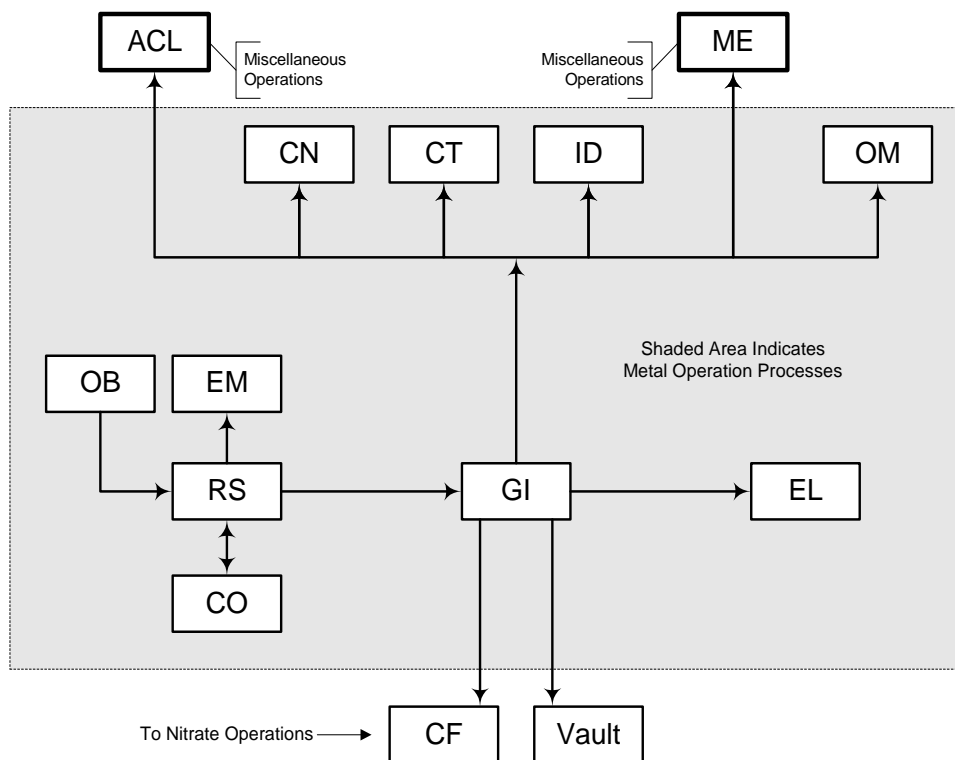 ACL
Miscellaneous
Operations
Miscellaneous
Operations
ME
CN
CT
ID
OM
Shaded Area Indicates
Metal Operation Processes
OB
EM
RS
GI
EL
CO
To Nitrate Operations
CF
Vault